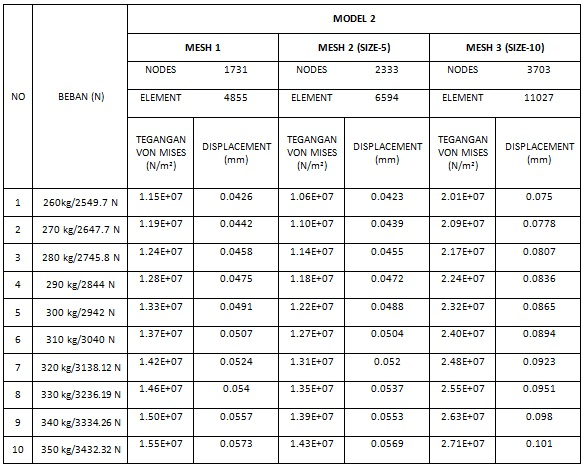 MODEL 2
MESH 1 MESH 2 (SIZE-5) MESH 3 (SIZE-10)
NODES 1731 NODES 2333 NODES 3703
NO BEBAN (N) ELEMENT 4855 ELEMENT 6594 ELEMENT 11027
TEGANGAN DISPLACEMENT TEGANGAN DISPLACEMENT TEGANGAN DISPLACEMENT
VON MISES (mm) VON MISES (mm) VON MISES (mm)
(N/m²) (N/m²) (N/m²)
1 260kg/2549.7 N 1.15E+07 0.0426 1.06E+07 0.0423 2.01E+07 0.075
2 270 kg/2647.7 N 1.19E+07 0.0442 1.10E+07 0.0439 2.09E+07 0.0778
3 280 kg/2745.8 N 1.24E+07 0.0458 1.14E+07 0.0455 2.17E+07 0.0807
4 290 kg/2844 N 1.28E+07 0.0475 1.18E+07 0.0472 2.24E+07 0.0836
5 300 kg/2942 N 1.33E+07 0.0491 1.22E+07 0.0488 2.32E+07 0.0865
6 310 kg/3040 N 1.37E+07 0.0507 1.27E+07 0.0504 2.40E+07 0.0894
7 320 kg/3138.12 N 1.42E+07 0.0524 1.31E+07 0.052 2.48E+07 0.0923
8 330 kg/3236.19 N 1.46E+07 0.054 1.35E+07 0.0537 2.55E+07 0.0951
9 340 kg/3334.26 N 1.50E+07 0.0557 1.39E+07 0.0553 2.63E+07 0.098
10 350 kg/3432.32 N 1.55E+07 0.0573 1.43E+07 0.0569 2.71E+07 0.101